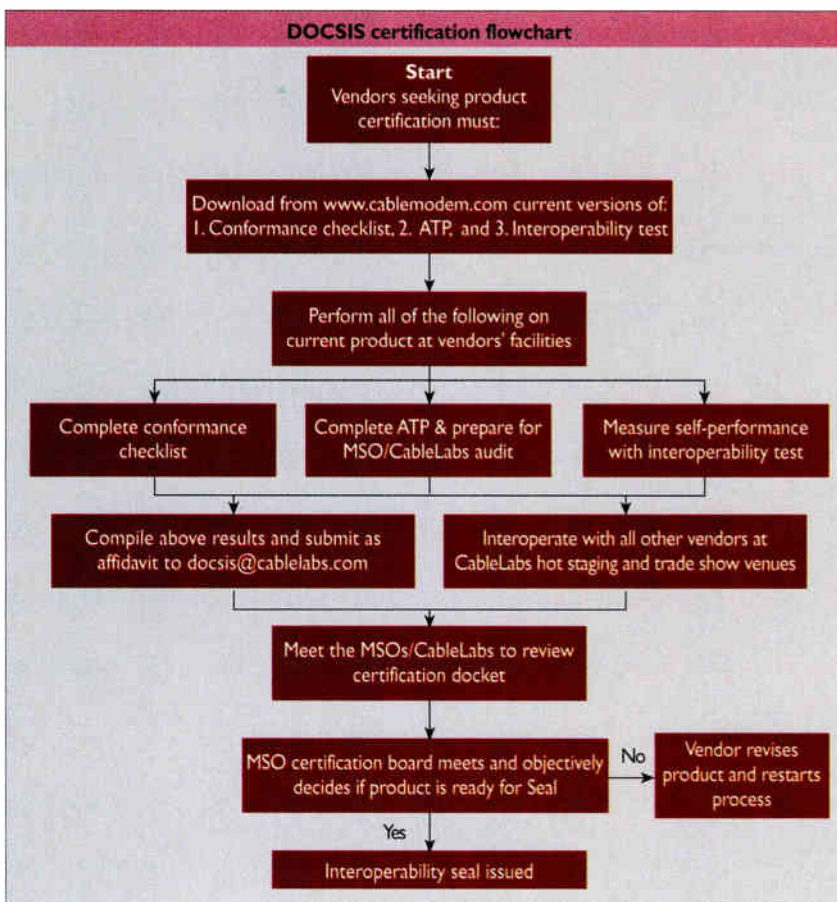 DOCSIS certification flowchart
Start
Vendors seeking product
certification must:
Download from www.cablemodem.com current versions of:
1. Conformance checklist, 2. ATP, and 3. Interoperability test
Perform all of the following on
current product at vendors' facilities
Complete conformance
checklist
Complete ATP & prepare for
MSO/CableLabs audit
Measure self-performance
with interoperability test
Compile above results and submit as
affidavit to docsis@cablelabs.com
Interoperate with all other vendors at
CableLabs hot staging and trade show venues
Meet the MSOs/CableLabs to review
certification docket
MSO certification board meets and objectively
decides if product is ready for Seal
No
Vendor revises
product and restarts
process
Yes
Interoperability seal issued